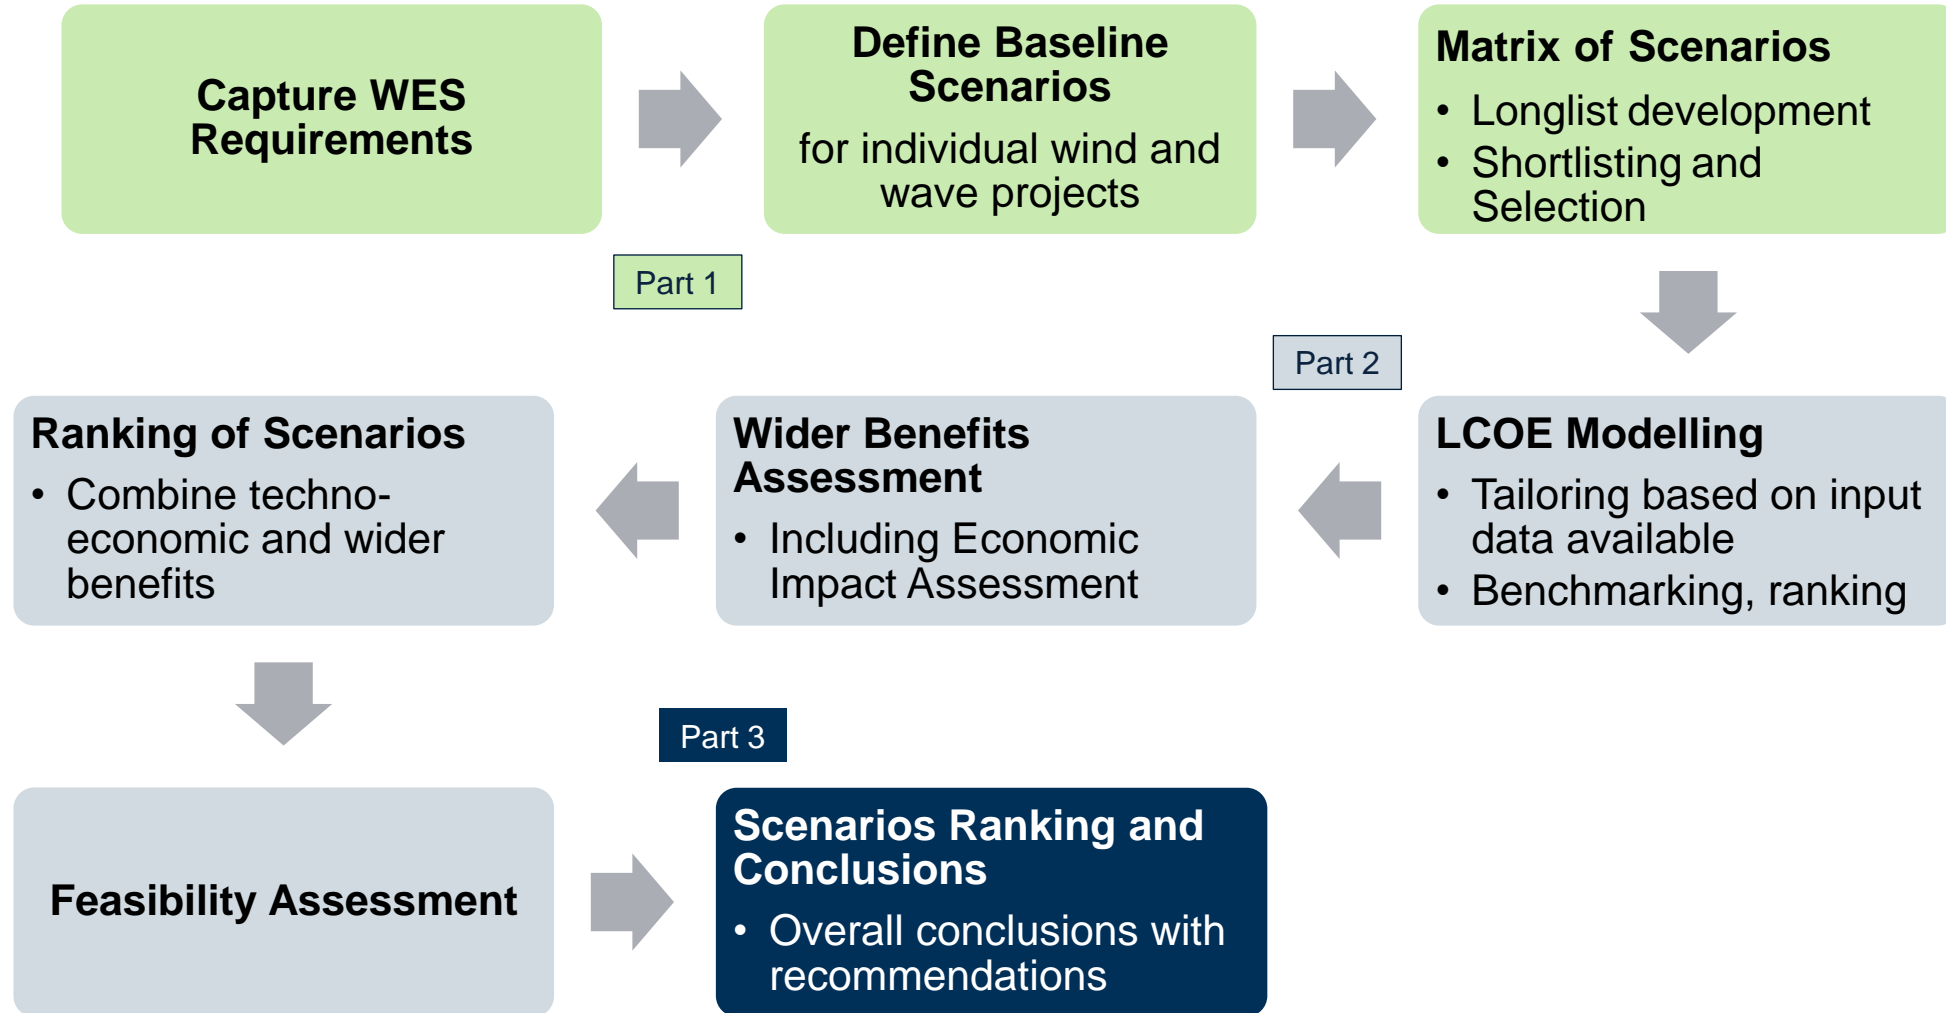 Capture WES
Requirements
Define Baseline
Scenarios
for individual wind and
wave projects
Matrix of Scenarios
• Longlist development
• Shortlisting and
Selection
Part 1
Part 2
LCOE Modelling
• Tailoring based on input
data available
• Benchmarking, ranking
Wider Benefits
Assessment
• Including Economic
Impact Assessment
Ranking of Scenarios
• Combine techno-
economic and wider
benefits
Part 3
Feasibility Assessment
Scenarios Ranking and
Conclusions
• Overall conclusions with
recommendations